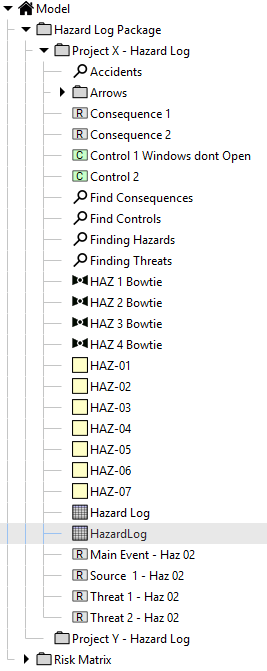 Model
Hazard Log Package
Project X - Hazard Log
Accidents
Arrows
R Consequence 1
R Consequence 2
C Control 1 Windows dont Open
C Control 2
Find Consequences
Find Controls
Finding Hazards
Finding Threats
HAZ 1 Bowtie
HAZ 2 Bowtie
HAZ 3 Bowtie
HAZ 4 Bowtie
HAZ-01
HAZ-02
HAZ-03
HAZ-04
HAZ-05
HAZ-06
HAZ-07
Hazard Log
HazardLog
R Main Event - Haz 02
R Source 1 - Haz 02
R Threat 1 - Haz 02
R Threat 2 - Haz 02
Project Y - Hazard Log
Risk Matrix